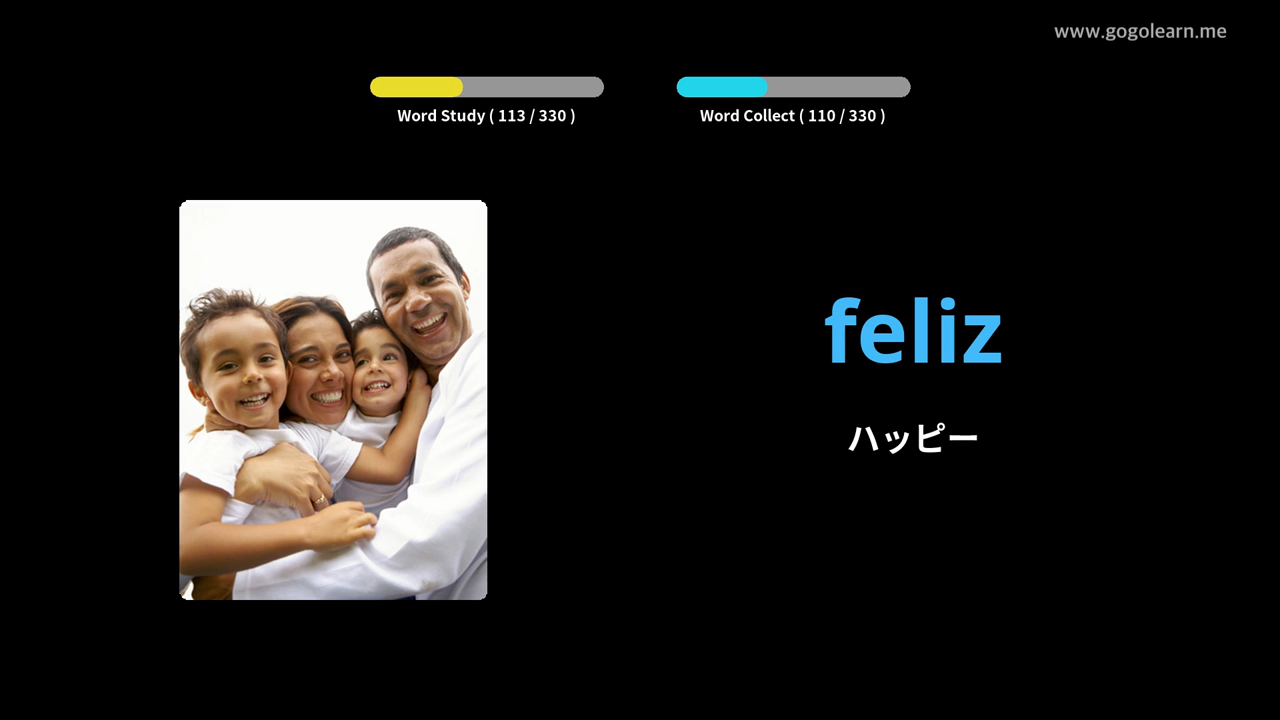 www.gogolearn.me
Word Study ( 113 / 330 )
Word Collect ( 110 / 330 )
feliz
ハッピー